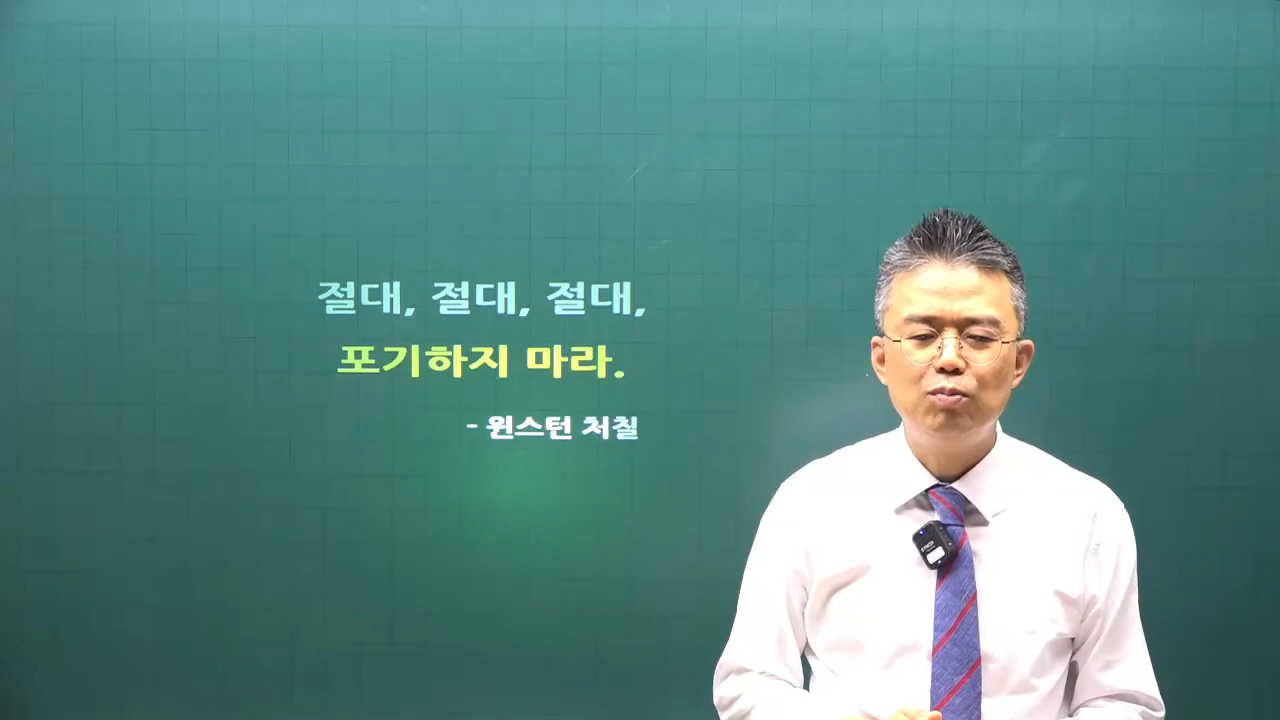 절대, 절대, 절대,
포기하지 마라.
- 윈스턴 처칠